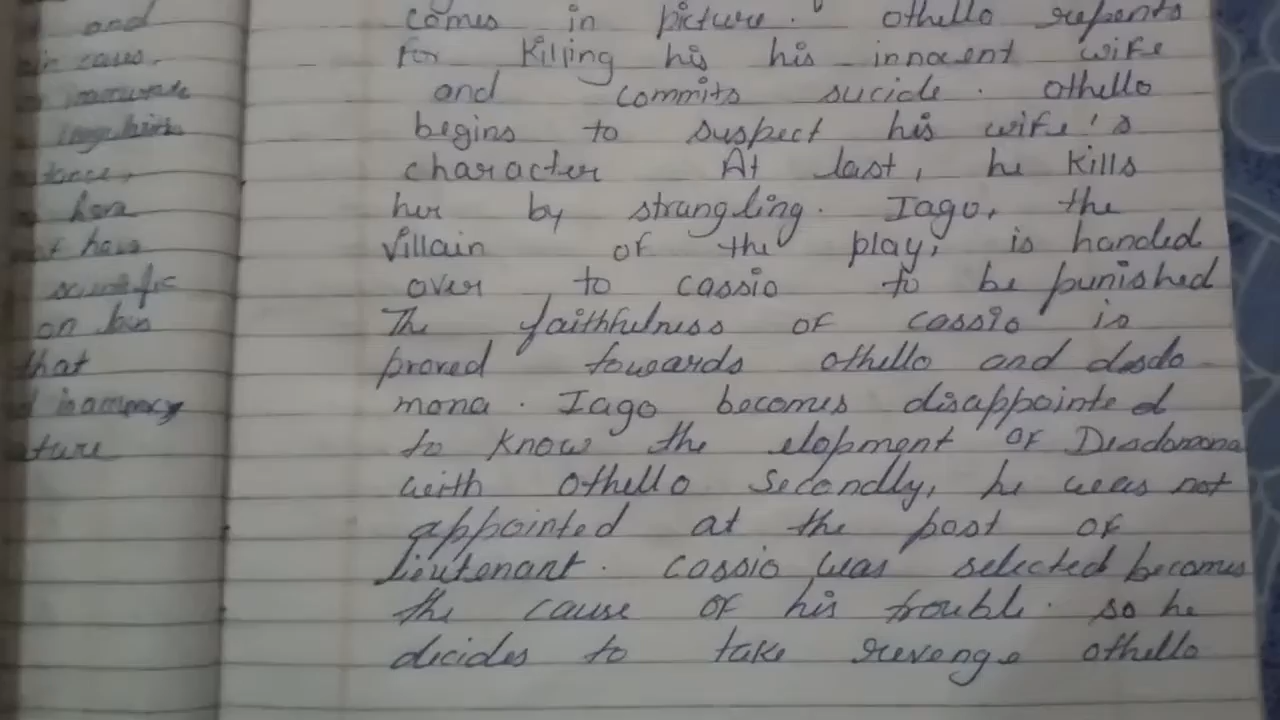 and
comes in picture. Othello repents
for Killing his his innocent wife
and commits sucide. Othello
begins to suspect his wife's
character At last, he kills
her by strangling. Iago, the
villain of the play, is handed
over to cassio to be punished
The faithfulness of cassio is
proved towards othello and desde
mona. Iago becomes disappointed
to know the elopment of Desdemona
with Othello Secondly, he was not
appointed at the post of
lieutenant. cassio was selected becomes
the cause of his trouble. so he
decides to take revenge othello
that
ture